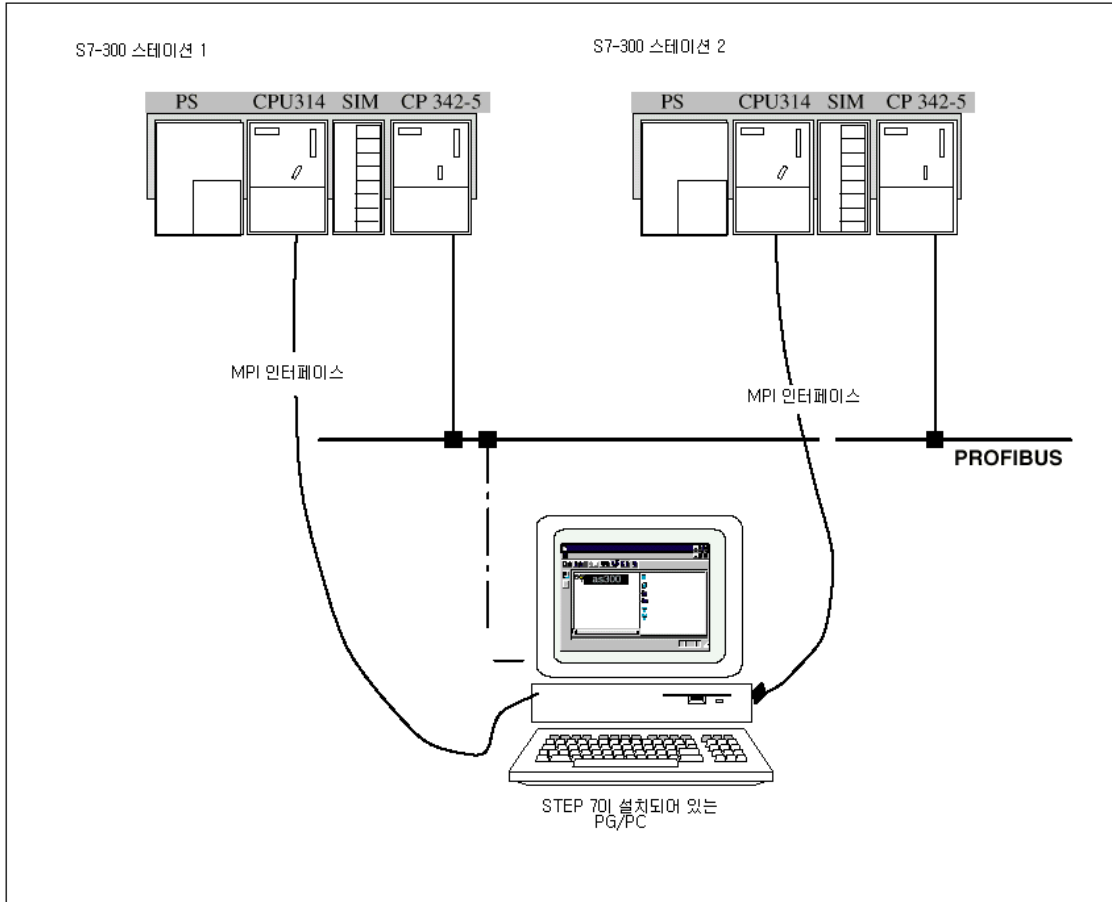 S7-300 스테이션 1
S7-300 스테이션 2
PS CPU314 SIM CP 342-5
PS CPU314 SIM CP 342-5
MPI 인터페이스
MPI 인터페이스
PROFIBUS
as300
STEP 7이 설치되어 있는
PG/PC